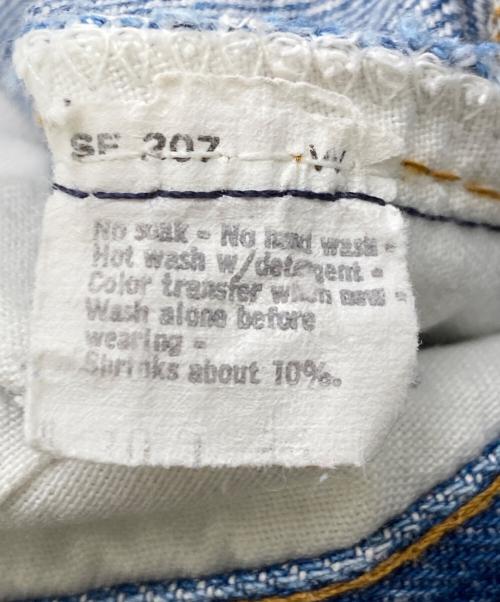 SF 207 W
No soak - No hand wash -
Hot wash w/detergent -
Color transfer when new -
Wash alone before
wearing -
Shrinks about 10%.